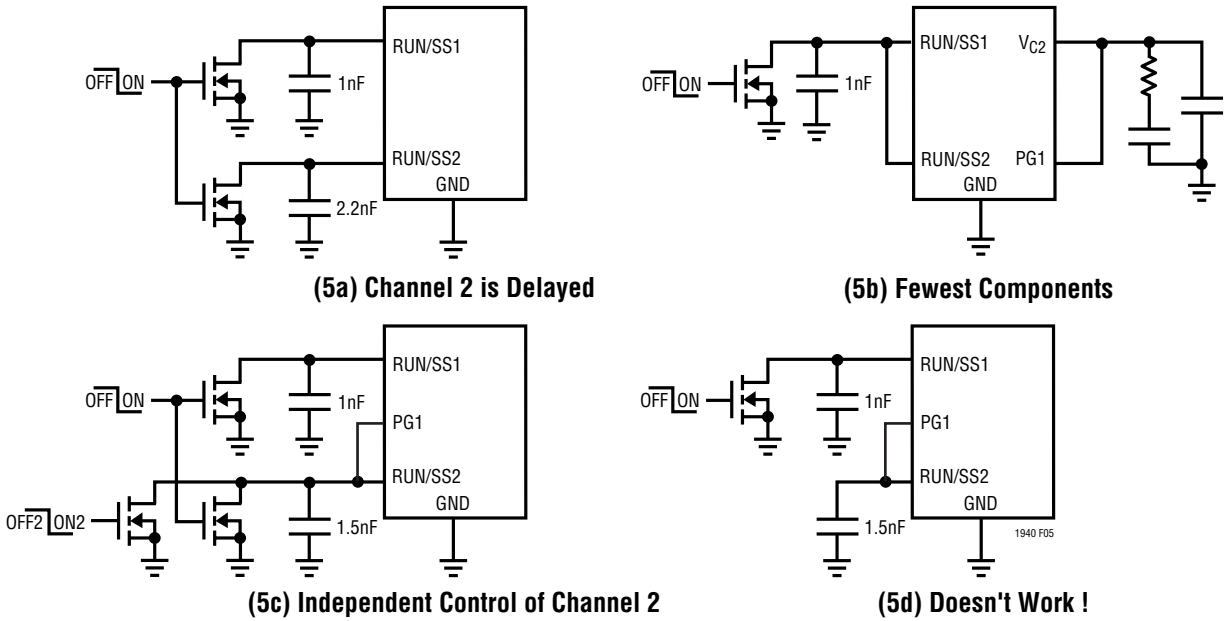 RUN/SS1
OFF ON
1nF
RUN/SS2
GND
2.2nF
(5a) Channel 2 is Delayed
RUN/SS1 VC2
OFF ON
1nF
RUN/SS2 PG1
GND
(5b) Fewest Components
RUN/SS1
OFF ON
1nF
PG1
RUN/SS2
GND
OFF2 ON2
1.5nF
(5c) Independent Control of Channel 2
RUN/SS1
OFF ON
1nF
PG1
RUN/SS2
GND
1.5nF
1940 F05
(5d) Doesn't Work !